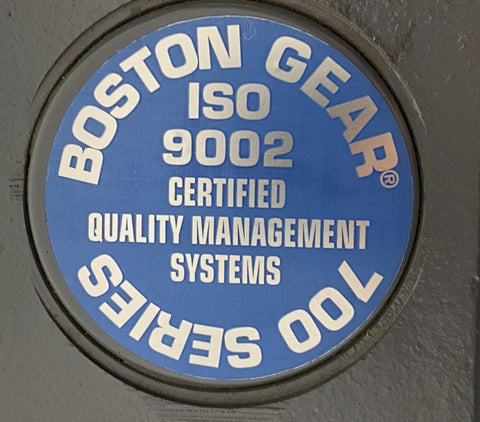 BOSTON GEAR®
ISO
9002
CERTIFIED
QUALITY MANAGEMENT
SYSTEMS
700 SERIES